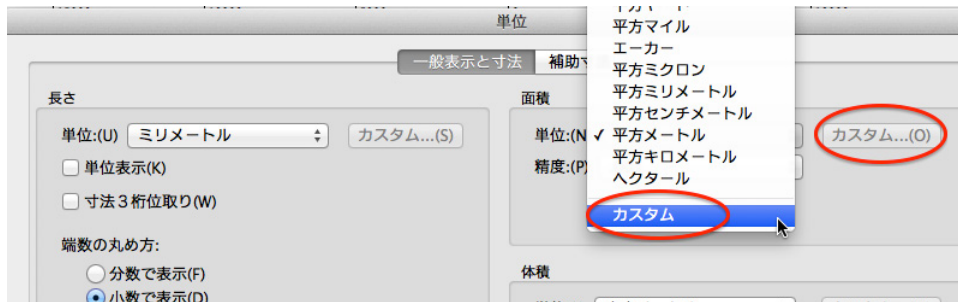 単位
一般表示と寸法
長さ
単位:(U) ミリメートル カスタム...(S)
単位表示(K)
寸法３桁位取り(W)
端数の丸め方:
分数で表示(F)
小数で表示(D)
面積
単位:(N
カスタム...(O)
精度:(P)
平方マイル
エーカー
平方ミクロン
平方ミリメートル
平方センチメートル
✓ 平方メートル
平方キロメートル
ヘクタール
カスタム
体積